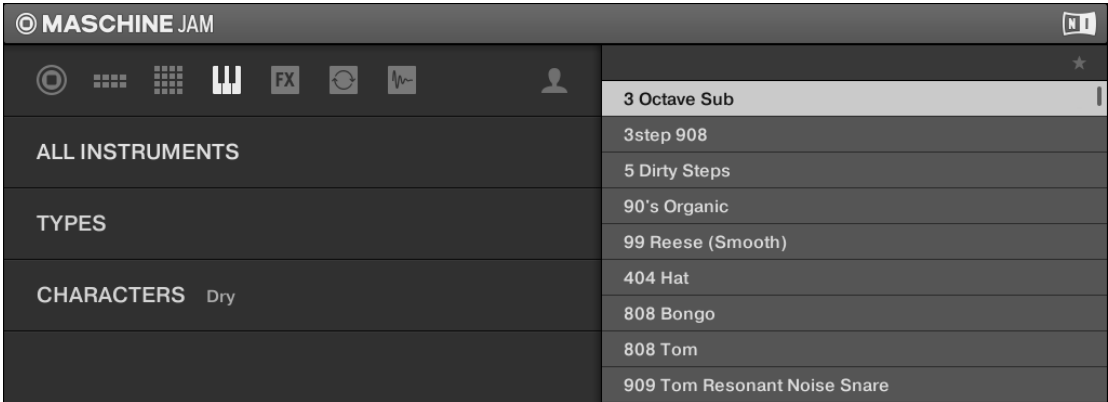 MASCHINE JAM
NI
FX
ALL INSTRUMENTS
TYPES
CHARACTERS Dry
3 Octave Sub
3step 908
5 Dirty Steps
90's Organic
99 Reese (Smooth)
404 Hat
808 Bongo
808 Tom
909 Tom Resonant Noise Snare